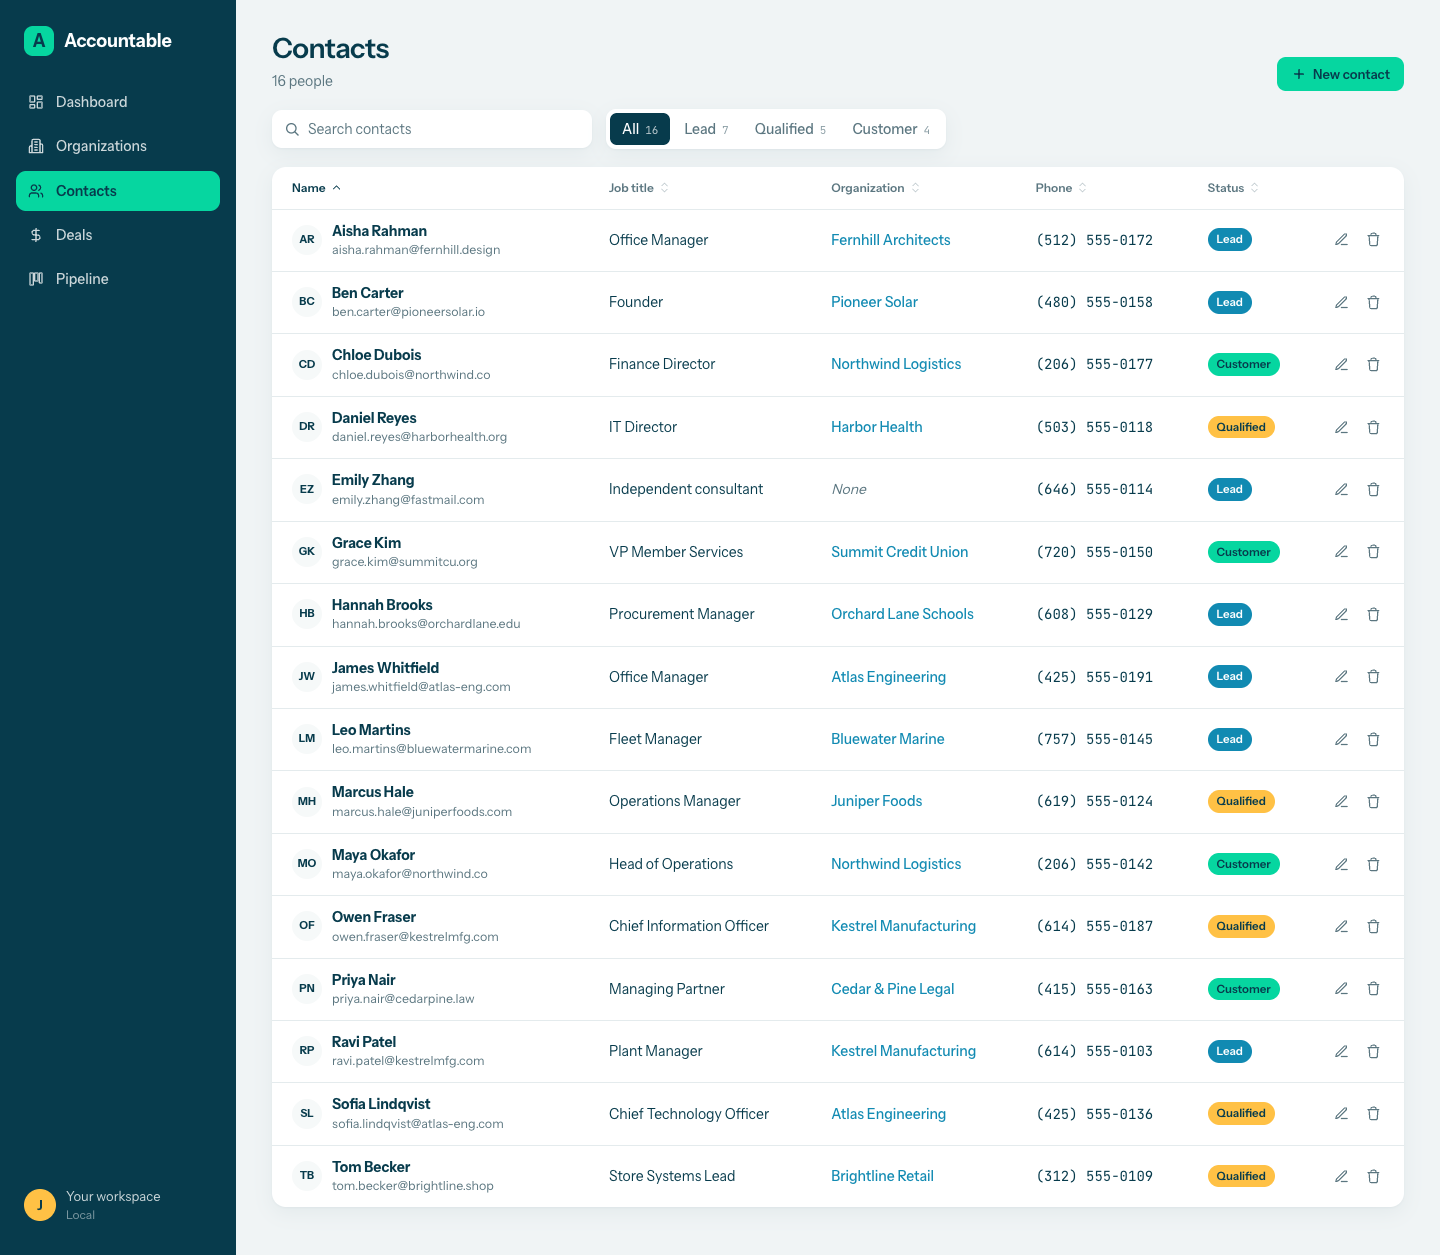 A Accountable
Dashboard
Organizations
Contacts
Deals
Pipeline
J Your workspace
Local
Contacts
16 people
+ New contact
Search contacts
All 16 Lead 7 Qualified 5 Customer 4
Name Job title Organization Phone Status
AR Aisha Rahman Office Manager Fernhill Architects (512) 555-0172 Lead
aisha.rahman@fernhill.design
BC Ben Carter Founder Pioneer Solar (480) 555-0158 Lead
ben.carter@pioneersolar.io
CD Chloe Dubois Finance Director Northwind Logistics (206) 555-0177 Customer
chloe.dubois@northwind.co
DR Daniel Reyes IT Director Harbor Health (503) 555-0118 Qualified
daniel.reyes@harborhealth.org
EZ Emily Zhang Independent consultant None (646) 555-0114 Lead
emily.zhang@fastmail.com
GK Grace Kim VP Member Services Summit Credit Union (720) 555-0150 Customer
grace.kim@summitcu.org
HB Hannah Brooks Procurement Manager Orchard Lane Schools (608) 555-0129 Lead
hannah.brooks@orchardlane.edu
JW James Whitfield Office Manager Atlas Engineering (425) 555-0191 Lead
james.whitfield@atlas-eng.com
LM Leo Martins Fleet Manager Bluewater Marine (757) 555-0145 Lead
leo.martins@bluewatermarine.com
MH Marcus Hale Operations Manager Juniper Foods (619) 555-0124 Qualified
marcus.hale@juniperfoods.com
MO Maya Okafor Head of Operations Northwind Logistics (206) 555-0142 Customer
maya.okafor@northwind.co
OF Owen Fraser Chief Information Officer Kestrel Manufacturing (614) 555-0187 Qualified
owen.fraser@kestrelmfg.com
PN Priya Nair Managing Partner Cedar & Pine Legal (415) 555-0163 Customer
priya.nair@cedarpine.law
RP Ravi Patel Plant Manager Kestrel Manufacturing (614) 555-0103 Lead
ravi.patel@kestrelmfg.com
SL Sofia Lindqvist Chief Technology Officer Atlas Engineering (425) 555-0136 Qualified
sofia.lindqvist@atlas-eng.com
TB Tom Becker Store Systems Lead Brightline Retail (312) 555-0109 Qualified
tom.becker@brightline.shop